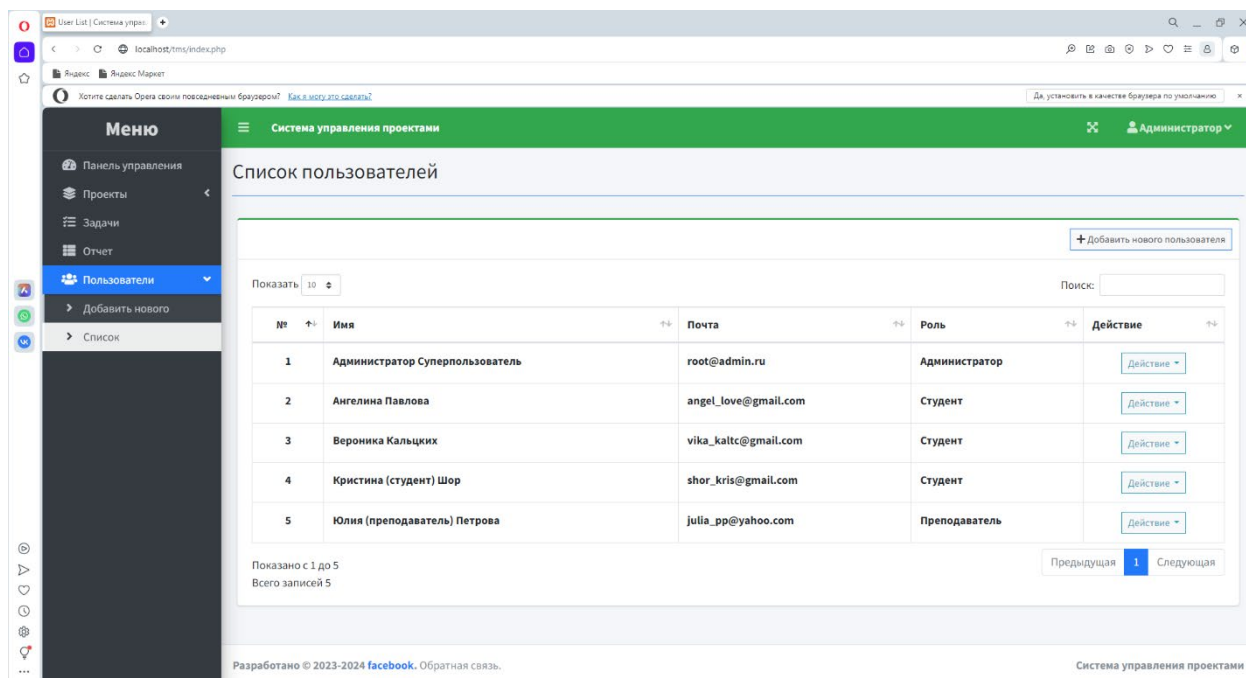 User List | Система управ
localhost/tms/index.php
Яндекс Яндекс Маркет
Хотите сделать Opera своим повседневным браузером? Как я могу это сделать? Да, установить в качестве браузера по умолчанию
Меню
Система управления проектами Администратор
Панель управления
Проекты
Задачи
Отчет
Пользователи
Добавить нового
Список
Список пользователей
Добавить нового пользователя
Показать 10 Поиск:
№ Имя Почта Роль Действие
1 Администратор Суперпользователь root@admin.ru Администратор Действие
2 Ангелина Павлова angel_love@gmail.com Студент Действие
3 Вероника Кальцких vika_kaltc@gmail.com Студент Действие
4 Кристина (студент) Шор shor_kris@gmail.com Студент Действие
5 Юлия (преподаватель) Петрова julia_pp@yahoo.com Преподаватель Действие
Показано с 1 до 5
Всего записей 5
Предыдущая 1 Следующая
Разработано © 2023-2024 facebook. Обратная связь. Система управления проектами